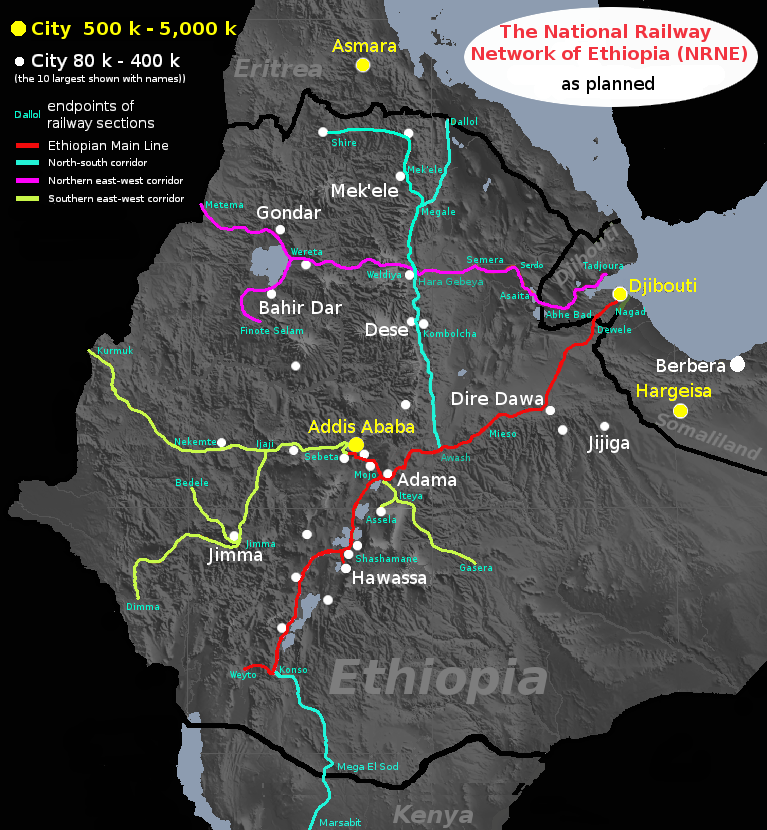 City 500 k - 5,000 k
City 80 k - 400 k
(the 10 largest shown with names))
Dallol endpoints of
railway sections
Ethiopian Main Line
North-south corridor
Northern east-west corridor
Southern east-west corridor
The National Railway
Network of Ethiopia (NRNE)
as planned
Asmara
Eritrea
Dallol
Shire
Mek'ele
Mek'ele
Megale
Metema
Gondar
Wereta
Weldiya
Hara Gebeya
Semera
Serdo
Tadjoura
Djibouti
Djibouti
Asaita
Abhe Bad
Nagad
Dewele
Bahir Dar
Finote Selam
Dese
Kombolcha
Kurmuk
Berbera
Hargeisa
Somaliland
Dire Dawa
Mieso
Jijiga
Addis Ababa
Nekemte
Ijaji
Sebeta
Awash
Mojo
Adama
Bedele
Iteya
Assela
Jimma
Jimma
Shashamane
Gasera
Hawassa
Dimma
Weyto
Konso
Ethiopia
Mega El Sod
Kenya
Marsabit